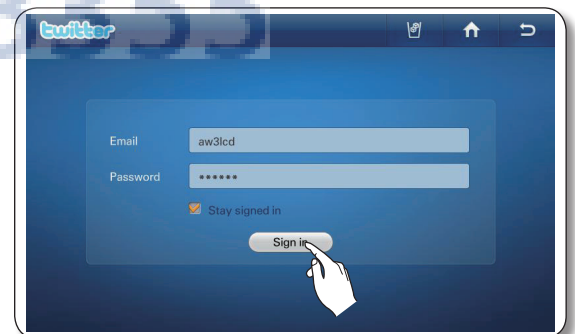 twitter
Email aw3lcd
Password ••••••
Stay signed in
Sign in